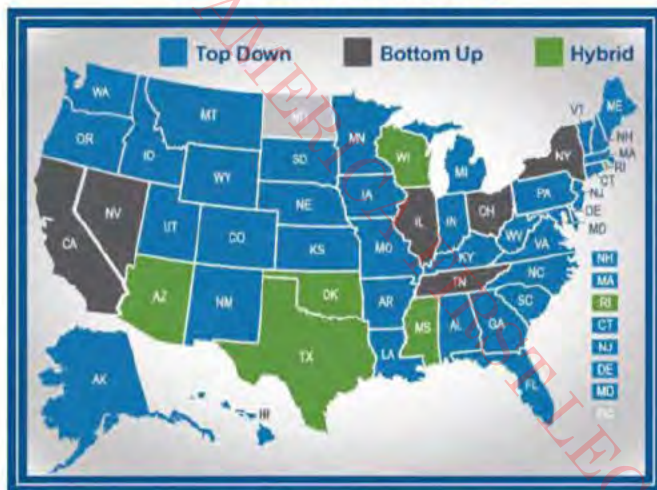 Top Down Bottom Up Hybrid
WA
MT
ME
VT
OR
ID
MN
NH
SD
WI
NY
MA
WY
MI
RI
CT
IA
PA
NJ
NV
NE
OH
DE
IL
IN
MD
UT
CO
WV
CA
KS
MO
KY
VA
NH
NC
MA
TN
AZ
OK
NM
AR
SC
RI
MS
AL
GA
CT
TX
LA
NJ
FL
DE
AK
HI
AMERIC